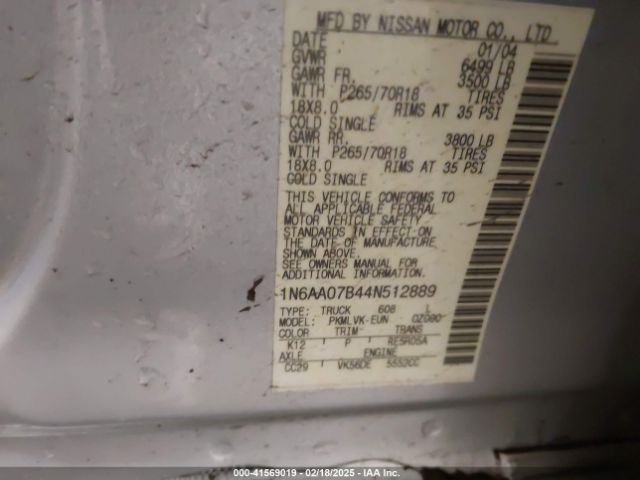 MFD BY NISSAN MOTOR CO., LTD
DATE 01/04
GVWR 6499 LB
GAWR FR. 3500 LB
WITH P265/70R18 TIRES
18X8.0 RIMS AT 35 PSI
COLD SINGLE
GAWR RR. 3800 LB
WITH P265/70R18 TIRES
18X8.0 RIMS AT 35 PSI
COLD SINGLE
THIS VEHICLE CONFORMS TO
ALL APPLICABLE FEDERAL
MOTOR VEHICLE SAFETY
STANDARDS IN EFFECT ON
THE DATE OF MANUFACTURE
SHOWN ABOVE.
SEE OWNERS MANUAL FOR
ADDITIONAL INFORMATION.
1N6AA07B44N512889
TYPE: TRUCK 608 L
MODEL: PKMLVK-EUN 0Z080
COLOR TRIM TRANS
K12 P RE5R05A
AXLE ENGINE
CC29 VK56DE 5552CC
000-41569019 - 02/18/2025 - IAA Inc.